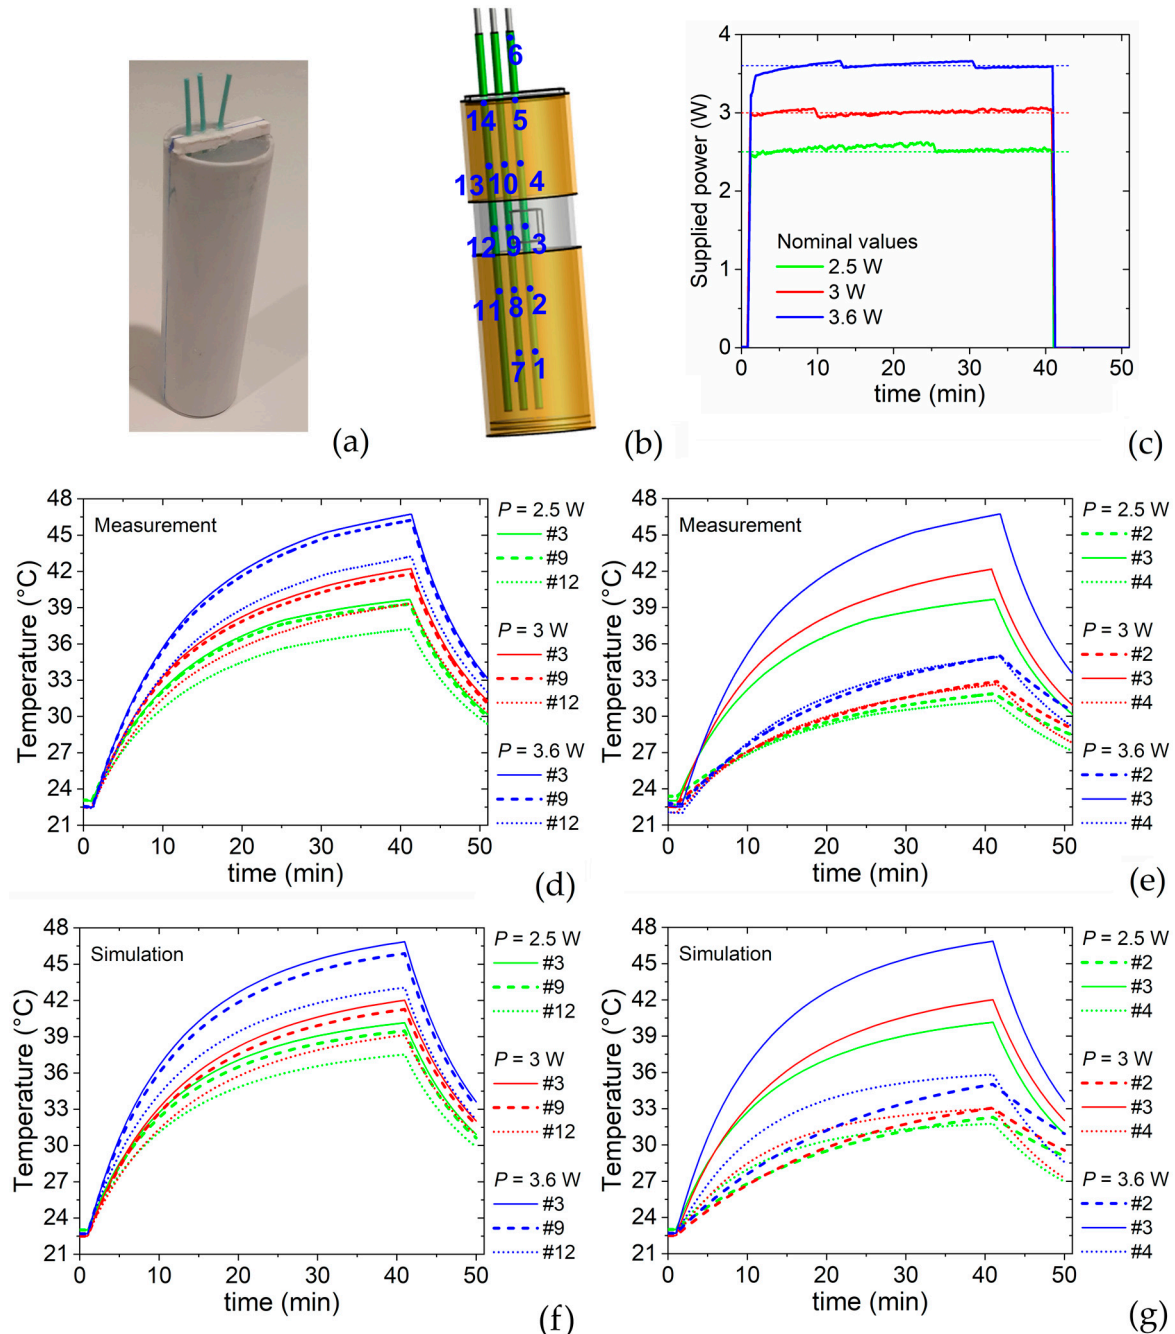 6
14 5
13 10 4
12 9 3
11 8 2
7 1
(a)
(b)
4
3
2
1
0
Supplied power (W)
Nominal values
2.5 W
3 W
3.6 W
0 10 20 30 40 50
time (min)
(c)
48
45
42
39
36
33
30
27
24
21
Temperature (°C)
Measurement
0 10 20 30 40 50
time (min)
P = 2.5 W
#3
#9
#12
P = 3 W
#3
#9
#12
P = 3.6 W
#3
#9
#12
(d)
48
45
42
39
36
33
30
27
24
21
Temperature (°C)
Measurement
0 10 20 30 40 50
time (min)
P = 2.5 W
#2
#3
#4
P = 3 W
#2
#3
#4
P = 3.6 W
#2
#3
#4
(e)
48
45
42
39
36
33
30
27
24
21
Temperature (°C)
Simulation
0 10 20 30 40 50
time (min)
P = 2.5 W
#3
#9
#12
P = 3 W
#3
#9
#12
P = 3.6 W
#3
#9
#12
(f)
48
45
42
39
36
33
30
27
24
21
Temperature (°C)
Simulation
0 10 20 30 40 50
time (min)
P = 2.5 W
#2
#3
#4
P = 3 W
#2
#3
#4
P = 3.6 W
#2
#3
#4
(g)